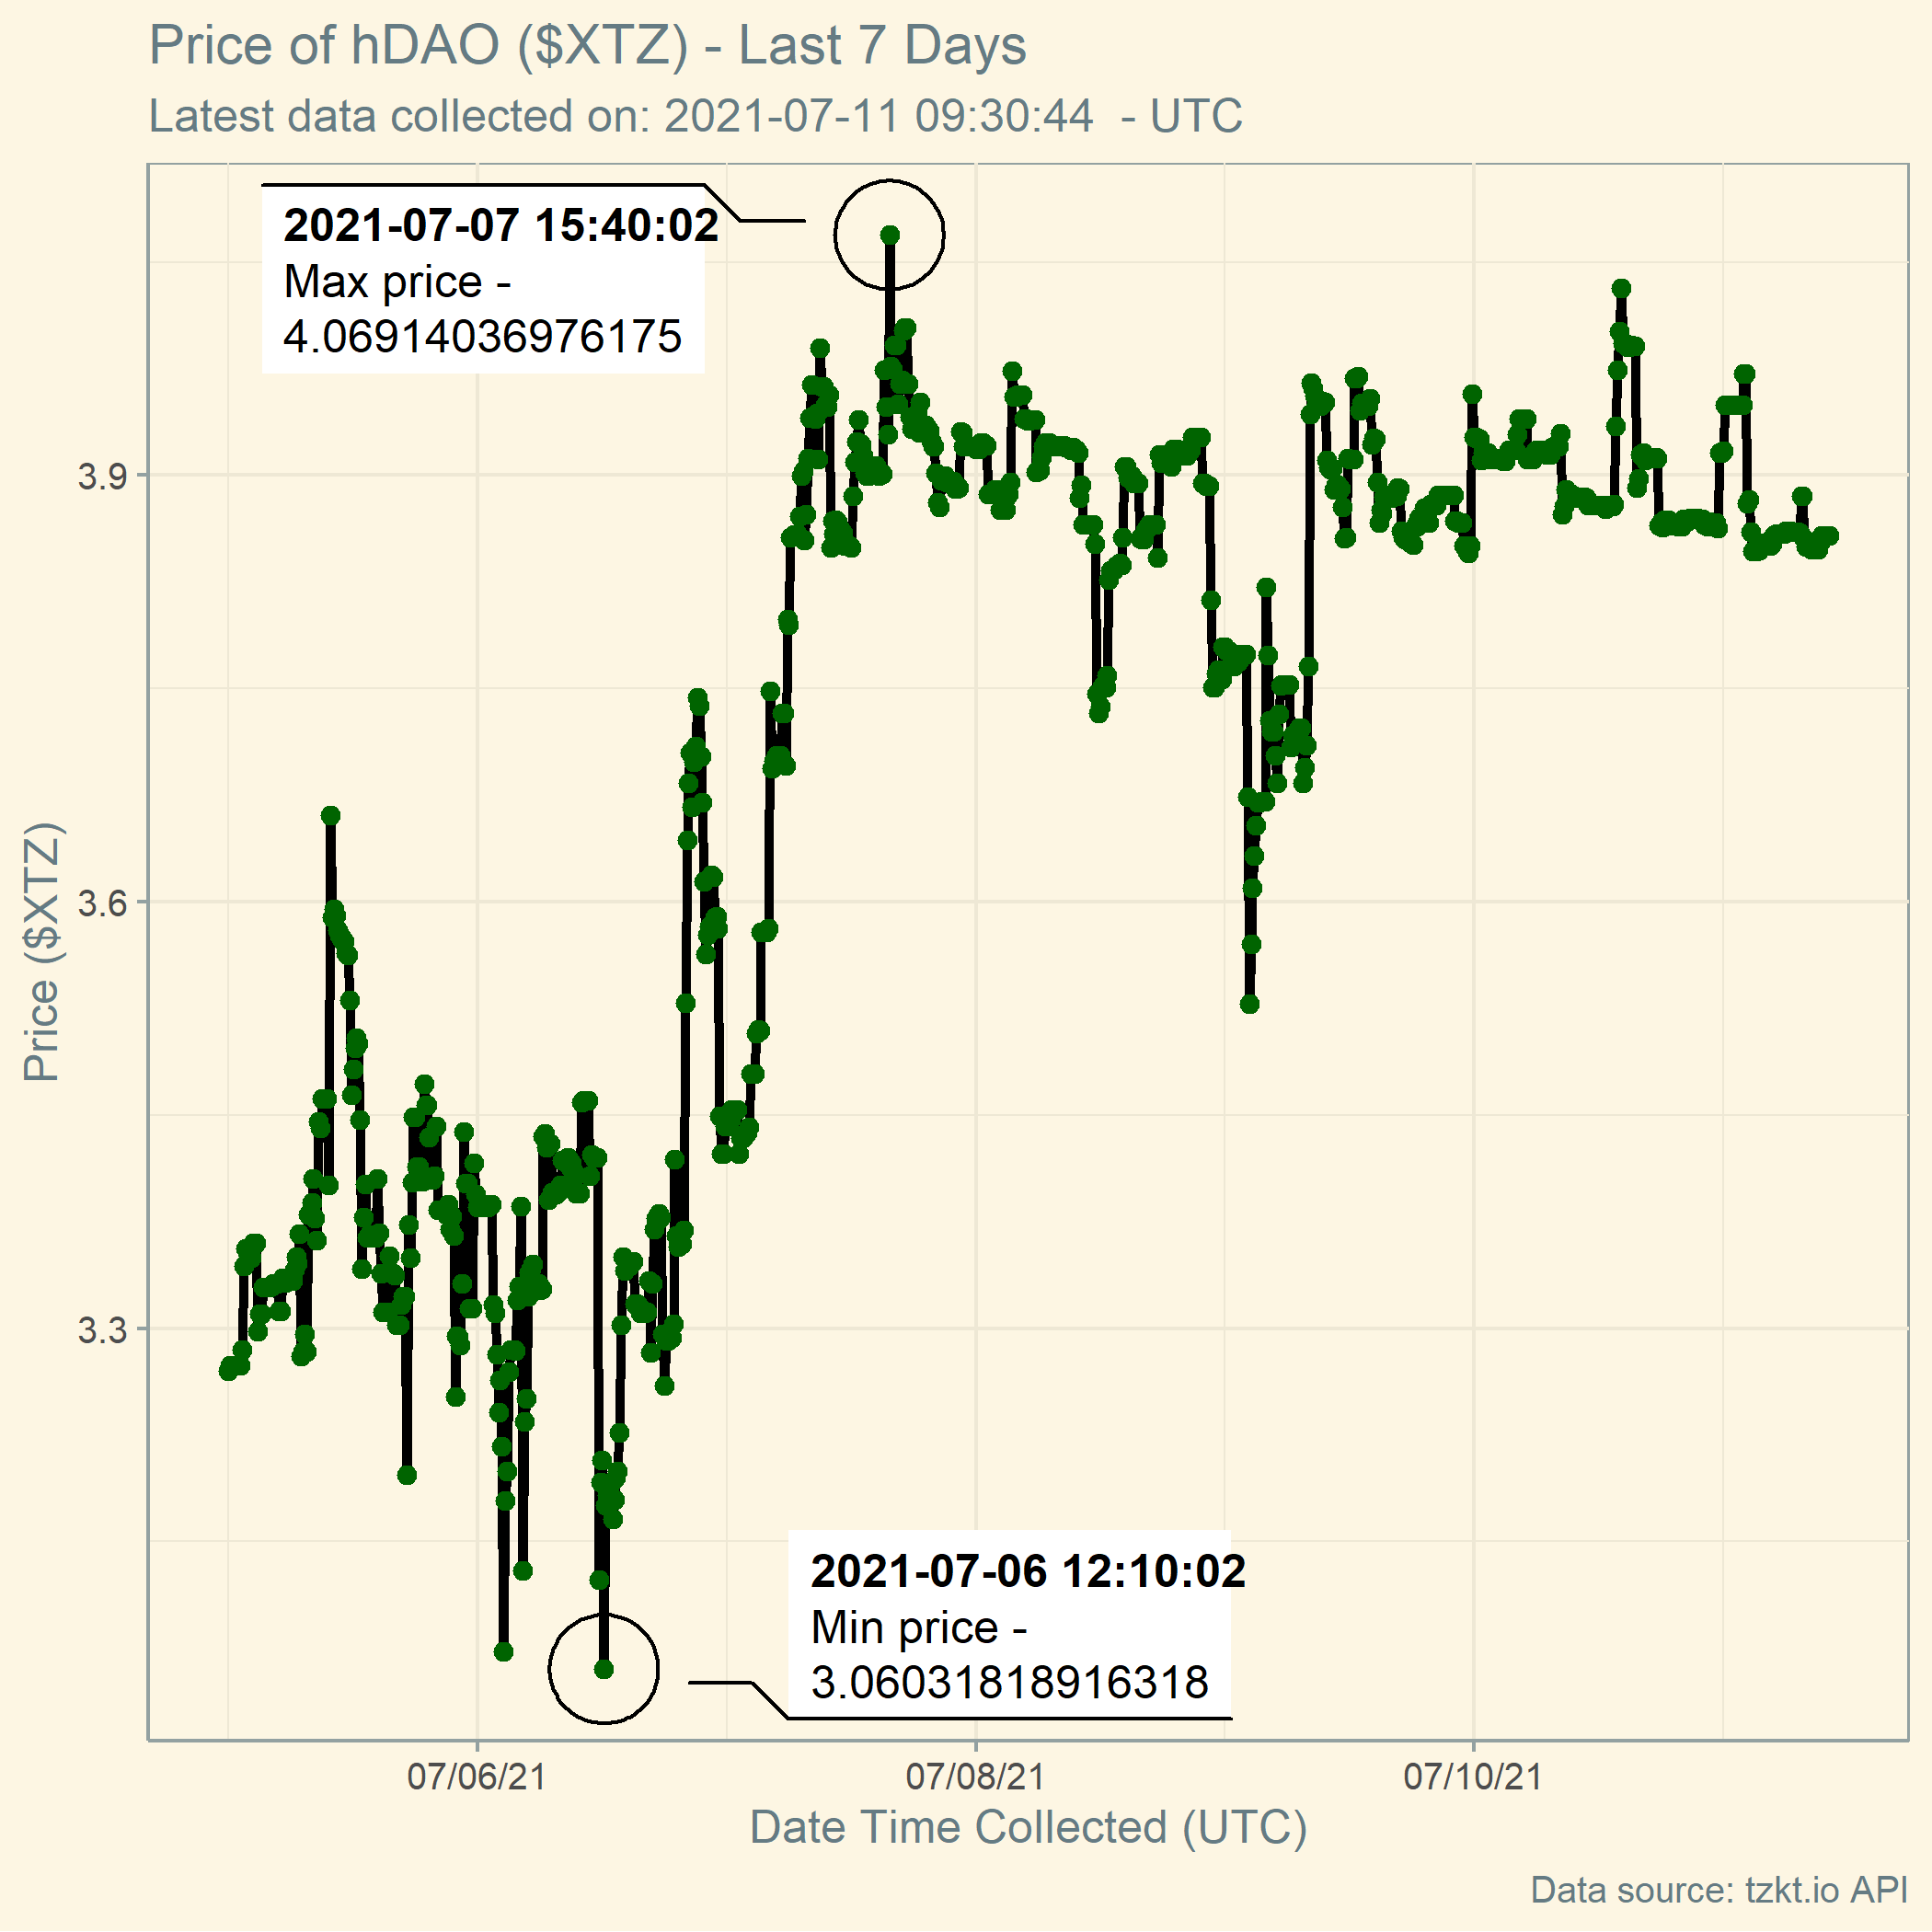 Price of hDAO ($XTZ) - Last 7 Days
Latest data collected on: 2021-07-11 09:30:44  - UTC
2021-07-07 15:40:02
Max price -
4.06914036976175
3.9
3.6
3.3
Price ($XTZ)
2021-07-06 12:10:02
Min price -
3.06031818916318
07/06/21
07/08/21
07/10/21
Date Time Collected (UTC)
Data source: tzkt.io API